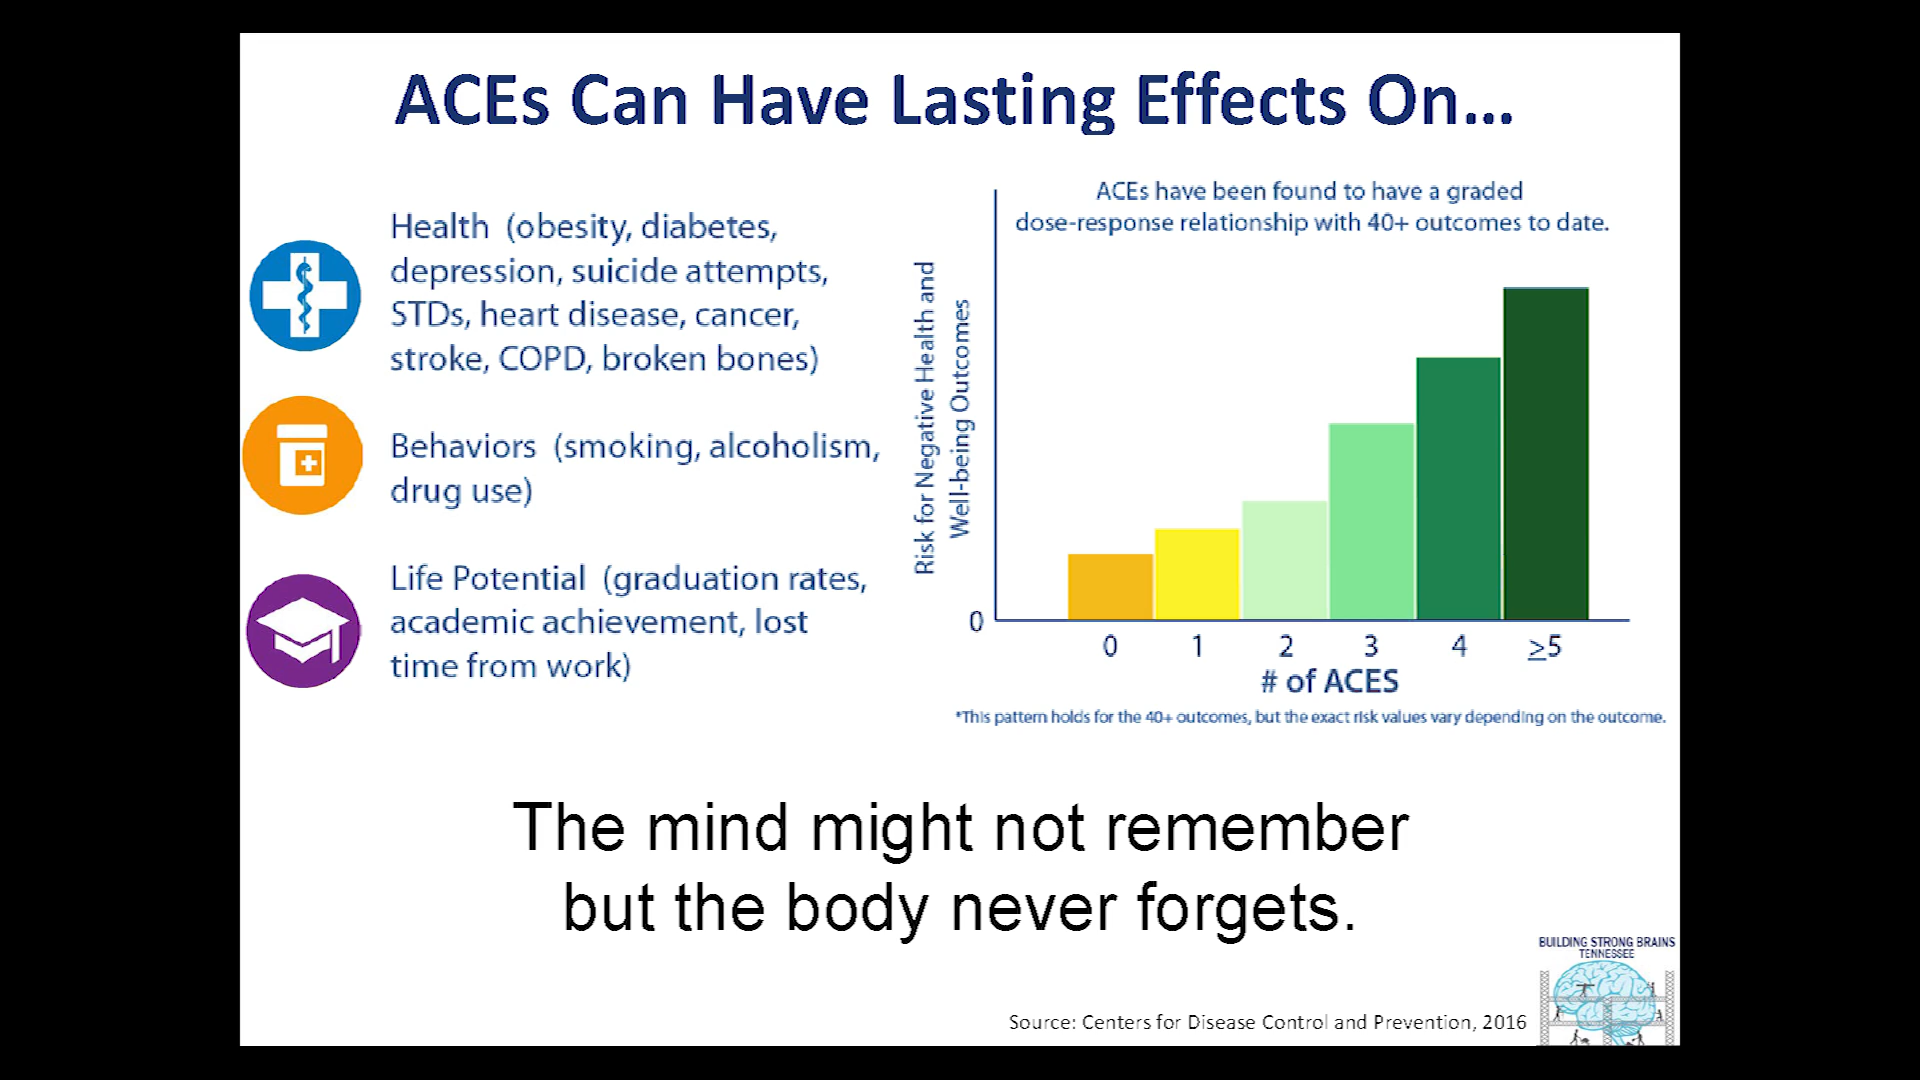 ACEs Can Have Lasting Effects On...
Health (obesity, diabetes,
depression, suicide attempts,
STDs, heart disease, cancer,
stroke, COPD, broken bones)
Behaviors (smoking, alcoholism,
drug use)
Life Potential (graduation rates,
academic achievement, lost
time from work)
ACEs have been found to have a graded
dose-response relationship with 40+ outcomes to date.
Risk for Negative Health and
Well-being Outcomes
0
0 1 2 3 4 ≥5
# of ACES
*This pattern holds for the 40+ outcomes, but the exact risk values vary depending on the outcome.
The mind might not remember
but the body never forgets.
BUILDING STRONG BRAINS
TENNESSEE
Source: Centers for Disease Control and Prevention, 2016